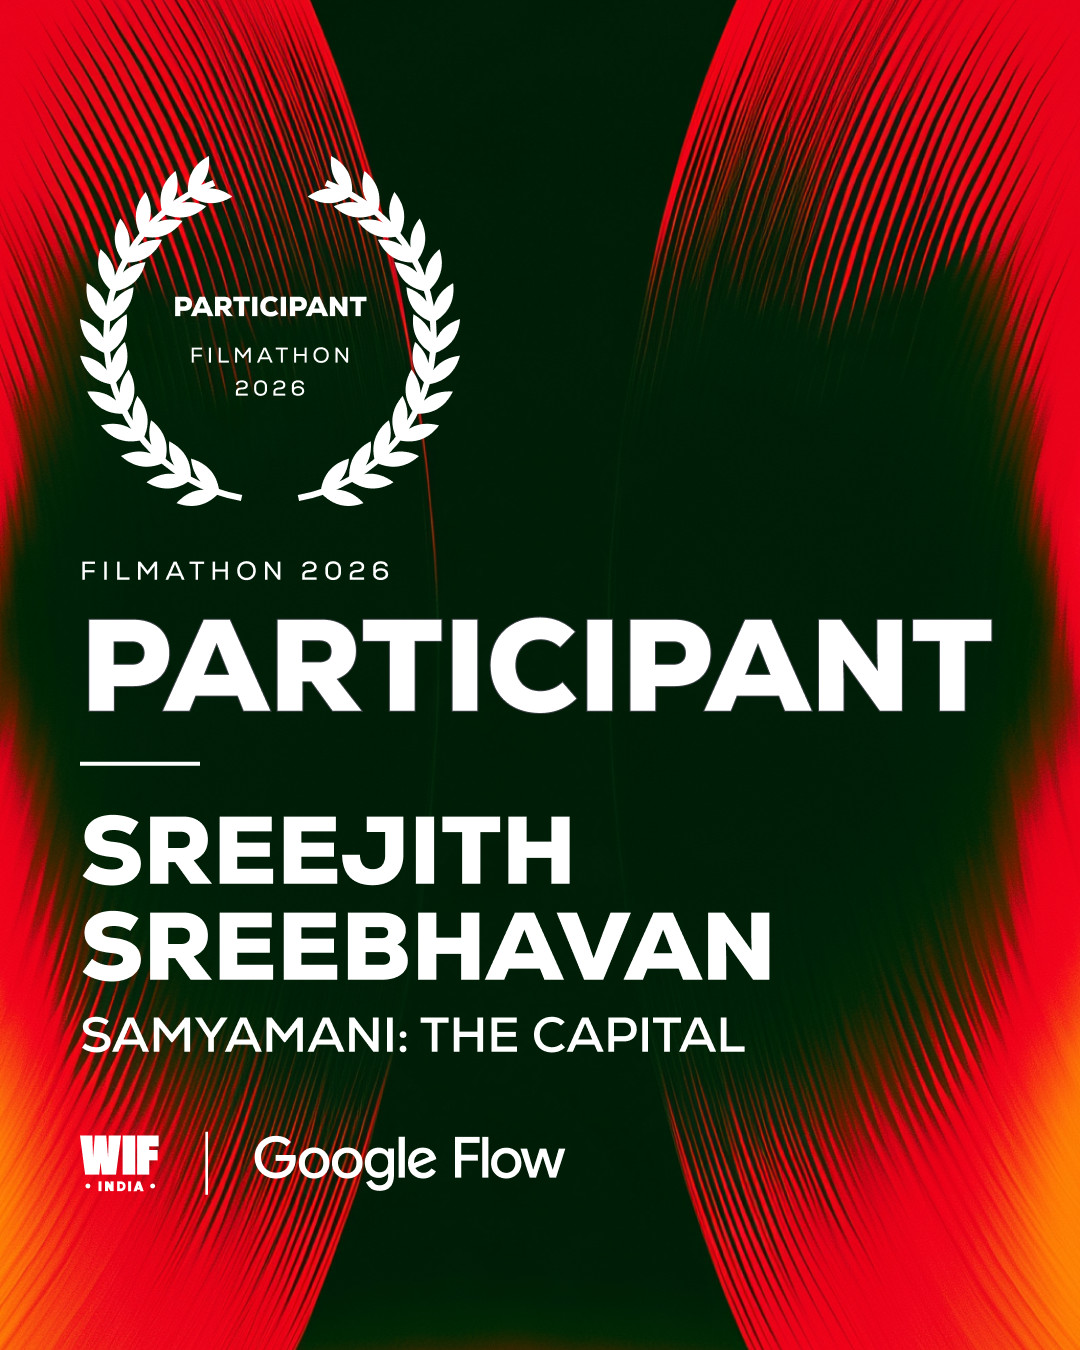 PARTICIPANT
FILMATHON
2026
FILMATHON 2026
PARTICIPANT
SREEJITH
SREEBHAVAN
SAMYAMANI: THE CAPITAL
WIF
• INDIA •
Google Flow